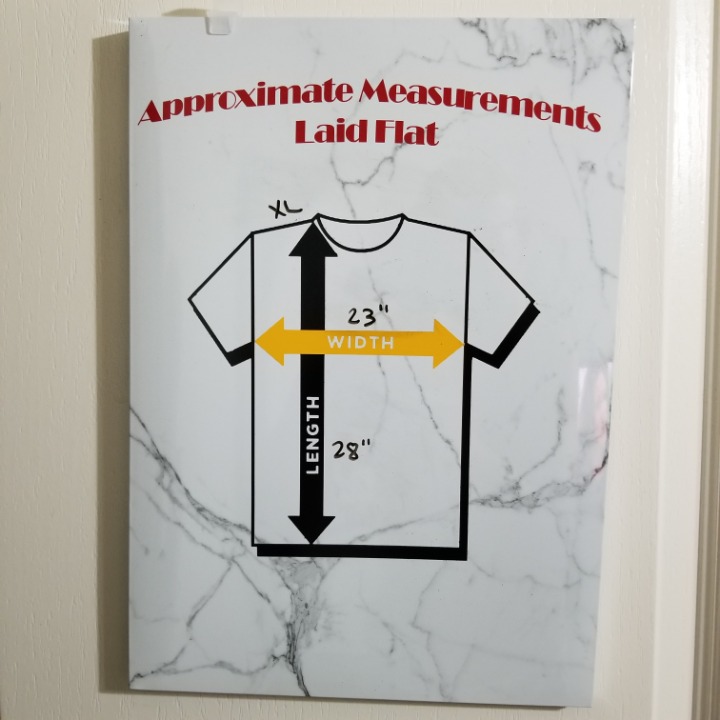 Approximate Measurements
Laid Flat
XL
23"
WIDTH
LENGTH
28"